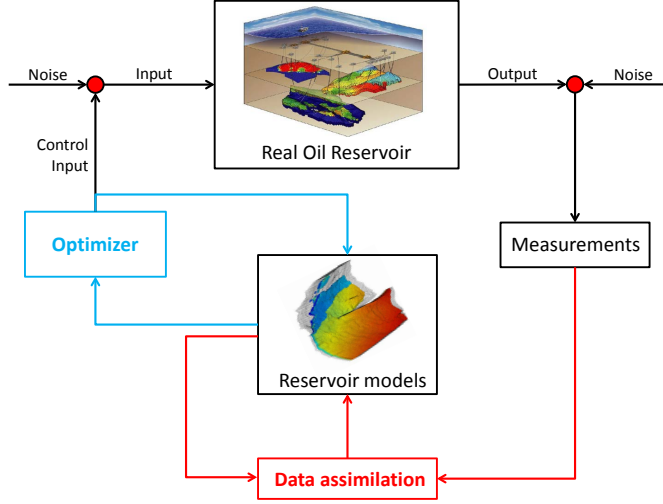 Noise
Input
Output
Noise
Real Oil Reservoir
Control
Input
Optimizer
Measurements
Reservoir models
Data assimilation